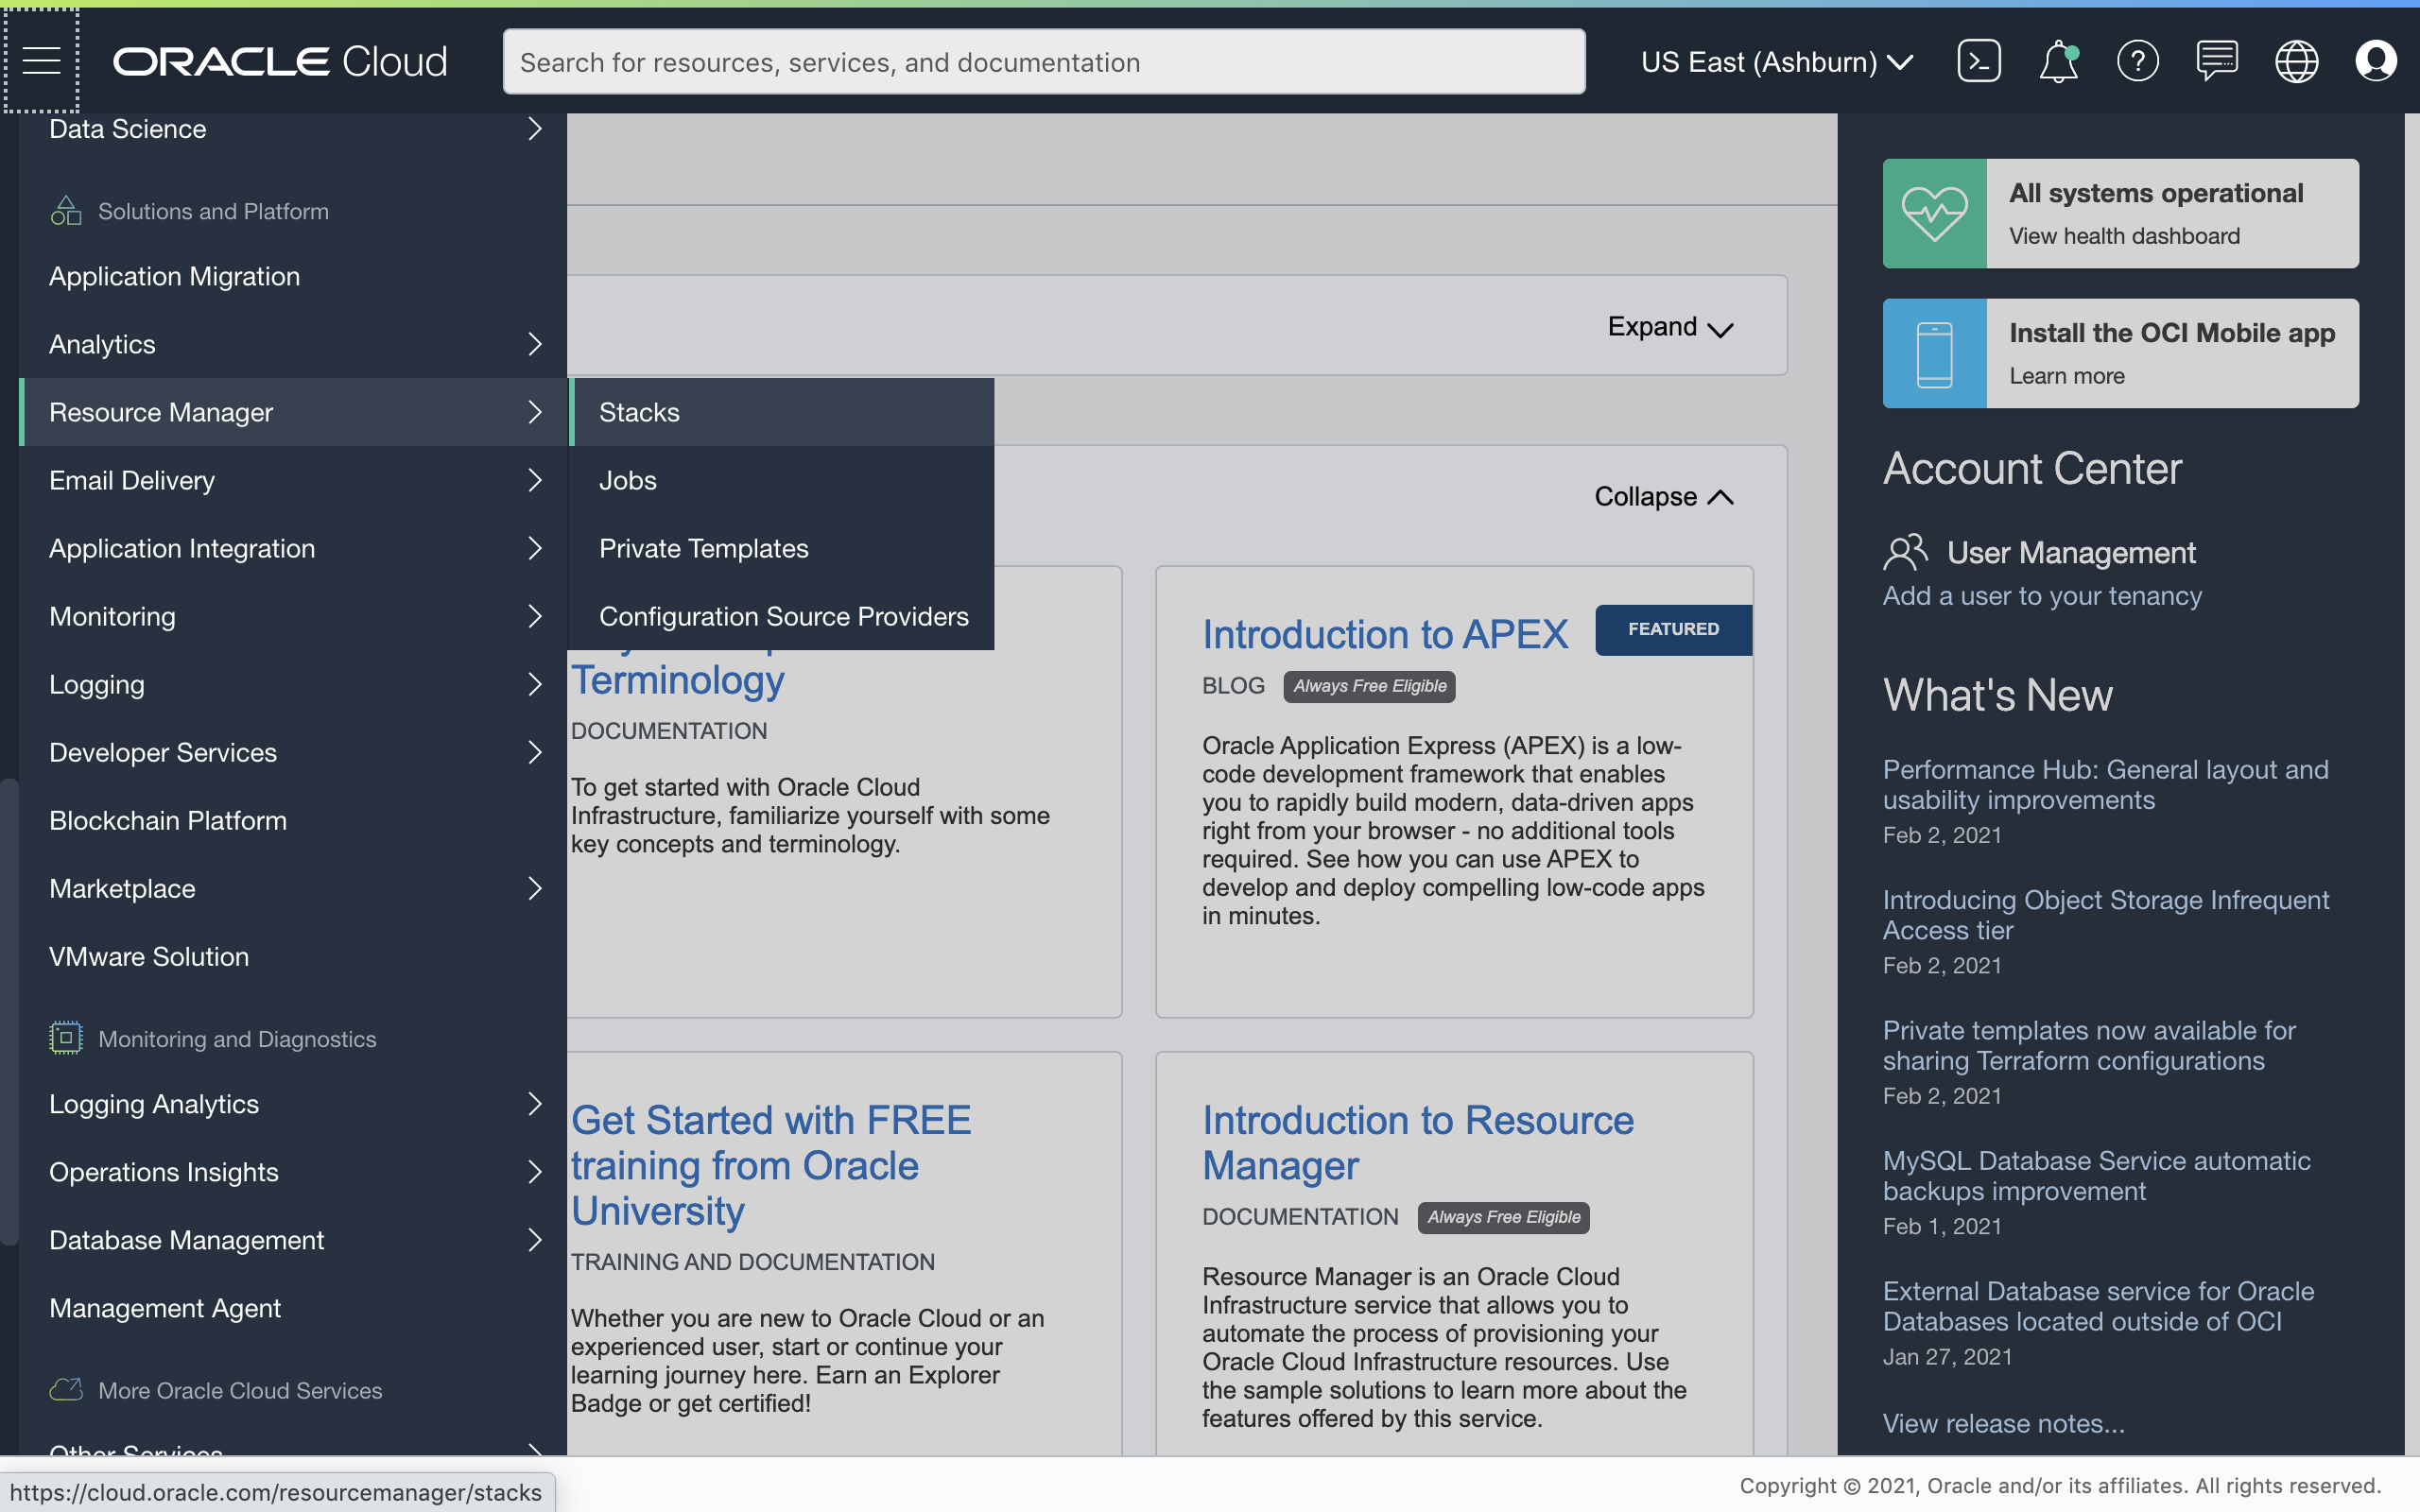 ORACLE Cloud
Search for resources, services, and documentation
US East (Ashburn)
Data Science
Solutions and Platform
Application Migration
Analytics
Resource Manager
Email Delivery
Application Integration
Monitoring
Logging
Developer Services
Blockchain Platform
Marketplace
VMware Solution
Monitoring and Diagnostics
Logging Analytics
Operations Insights
Database Management
Management Agent
More Oracle Cloud Services
Other Services
Stacks
Jobs
Private Templates
Configuration Source Providers
Expand
Collapse
Terminology
DOCUMENTATION
To get started with Oracle Cloud
Infrastructure, familiarize yourself with some
key concepts and terminology.
Introduction to APEX
FEATURED
BLOG Always Free Eligible
Oracle Application Express (APEX) is a low-
code development framework that enables
you to rapidly build modern, data-driven apps
right from your browser - no additional tools
required. See how you can use APEX to
develop and deploy compelling low-code apps
in minutes.
Get Started with FREE
training from Oracle
University
TRAINING AND DOCUMENTATION
Whether you are new to Oracle Cloud or an
experienced user, start or continue your
learning journey here. Earn an Explorer
Badge or get certified!
Introduction to Resource
Manager
DOCUMENTATION Always Free Eligible
Resource Manager is an Oracle Cloud
Infrastructure service that allows you to
automate the process of provisioning your
Oracle Cloud Infrastructure resources. Use
the sample solutions to learn more about the
features offered by this service.
All systems operational
View health dashboard
Install the OCI Mobile app
Learn more
Account Center
User Management
Add a user to your tenancy
What's New
Performance Hub: General layout and
usability improvements
Feb 2, 2021
Introducing Object Storage Infrequent
Access tier
Feb 2, 2021
Private templates now available for
sharing Terraform configurations
Feb 2, 2021
MySQL Database Service automatic
backups improvement
Feb 1, 2021
External Database service for Oracle
Databases located outside of OCI
Jan 27, 2021
View release notes...
https://cloud.oracle.com/resourcemanager/stacks
Copyright © 2021, Oracle and/or its affiliates. All rights reserved.